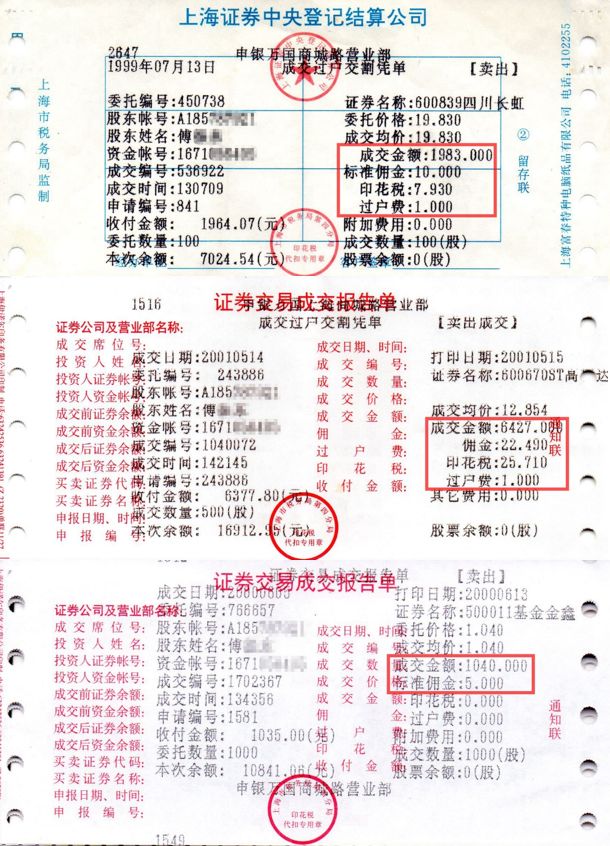 上海证券中央登记结算公司
2647 申银万国商城路营业部
1999年07月13日 成交过户交割凭单 【卖出】
委托编号:450738 证券名称:600839四川长虹
股东帐号:A185 委托价格:19.830
股东姓名:傅 成交均价:19.830
资金帐号:1671 成交金额:1983.000
成交编号:536922 标准佣金:10.000
成交时间:130709 印花税:7.930
申请编号:841 过户费:1.000
收付金额: 1964.07(元) 附加费用:0.000
委托数量:100 成交数量:100(股)
本次余额: 7024.54(元) 股票余额:0(股)
上海市税务局监制
② 留存联
上海富春特种电脑纸品有限公司 电话:4102255
印花税
代扣专用章
证券交易成交报告单
1516 商城路营业部
成交过户交割凭单 【卖出成交】
证券公司及营业部名称:
成交席位号: 成交日期、时间:
投资人姓名: 成交日期:20010514 成交编号: 打印日期:20010515
投资人证券帐号: 委托编号: 243886 成交数量: 证券名称:600670ST高 达
投资人资金帐号: 股东帐号:A185 成交价格:
成交前证券余额: 股东姓名:傅 成交金额: 成交均价:12.854
成交前资金余额: 资金帐号:1671 佣金: 成交金额:6427.000
成交后证券余额: 成交编号:1040072 过户费: 佣金:22.490
成交后资金余额: 成交时间:142145 印花税: 印花税:25.710
买卖证券代码: 申请编号:243886 收付金额: 过户费:1.000
买卖证券名称: 收付金额: 6377.80(元) 其它费用:0.000
申报日期、时间: 成交数量:500(股)
申报编号: 本次余额: 16912.95(元) 股票余额:0(股)
通知联
代扣专用章
证券交易成交报告单 【卖出】
成交日期: 打印日期:20000613
证券公司及营业部名称: 委托编号:766657 证券名称:500011基金金鑫
成交席位号: 股东帐号:A185 成交日期、时间: 委托价格:1.040
投资人姓名: 股东姓名:傅 成交编号: 成交均价:1.040
投资人证券帐号: 资金帐号:1671 成交数量: 成交金额:1040.000
投资人资金帐号: 成交编号:1702367 成交价格: 标准佣金:5.000
成交前证券余额: 成交时间:134356 成交金额: 印花税:0.000
成交前资金余额: 申请编号:1581 佣金: 过户费:0.000
成交后证券余额: 收付金额: 1035.00(元) 过户费: 附加费用:0.000
成交后资金余额: 委托数量:1000 印花税: 成交数量:1000(股)
买卖证券代码: 本次余额: 10841.06(元) 收付金额: 股票余额:0(股)
买卖证券名称: 申银万国商城路营业部
申报日期、时间:
申报编号:
通知联
印花税
代扣专用章
1549